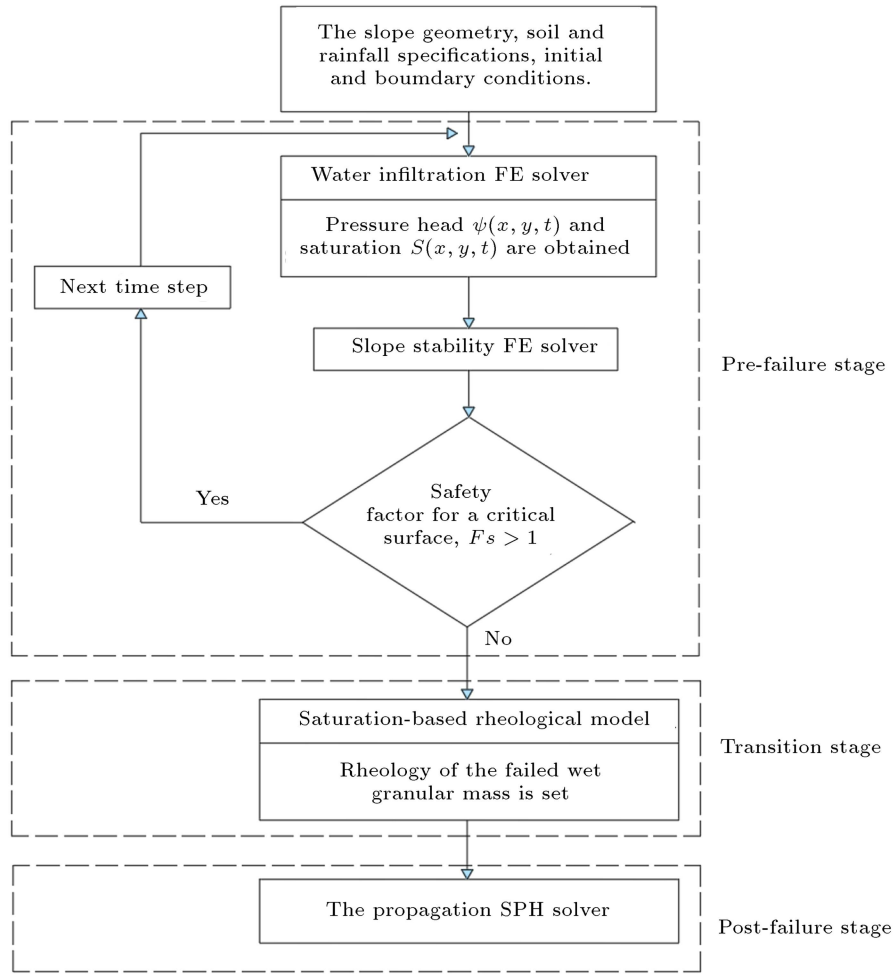 The slope geometry, soil and
rainfall specifications, initial
and boumdary conditions.
Water infiltration FE solver
Pressure head ψ(x, y, t) and
saturation S(x, y, t) are obtained
Next time step
Slope stability FE solver
Pre-failure stage
Yes
Safety
factor for a critical
surface, Fs > 1
No
Saturation-based rheological model
Transition stage
Rheology of the failed wet
granular mass is set
The propagation SPH solver
Post-failure stage